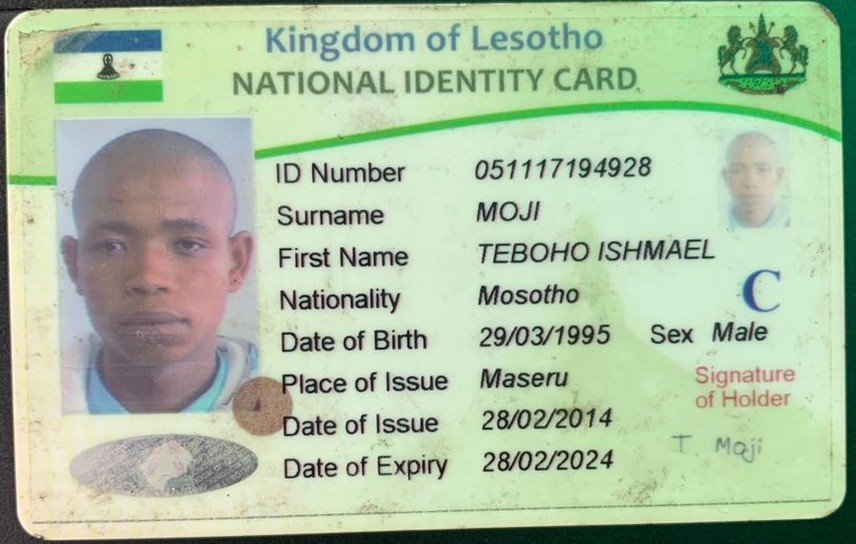 Kingdom of Lesotho
NATIONAL IDENTITY CARD
ID Number 051117194928
Surname MOJI
First Name TEBOHO ISHMAEL
Nationality Mosotho
C
Date of Birth 29/03/1995 Sex Male
Place of Issue Maseru
Signature
of Holder
Date of Issue 28/02/2014
T Moji
Date of Expiry 28/02/2024